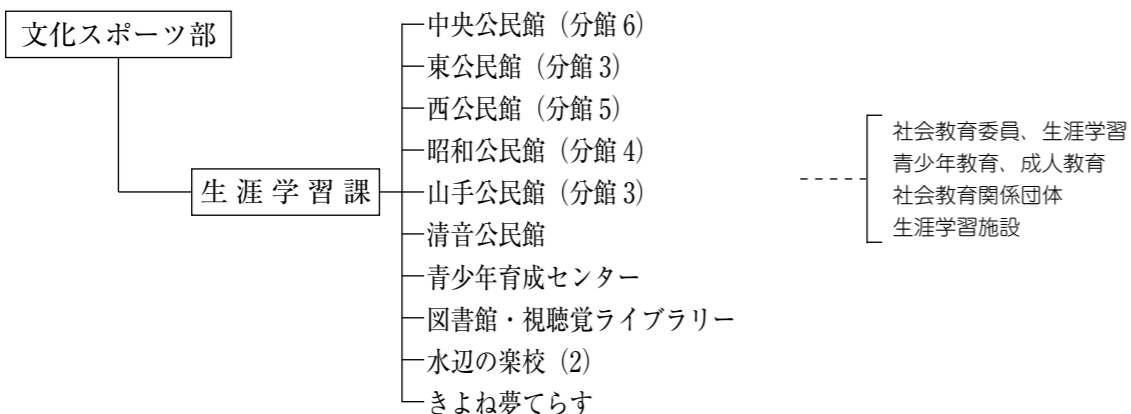 文化スポーツ部
生涯学習課
中央公民館（分館6）
東公民館（分館3）
西公民館（分館5）
昭和公民館（分館4）
山手公民館（分館3）
清音公民館
青少年育成センター
図書館・視聴覚ライブラリー
水辺の楽校（2）
きよね夢てらす
社会教育委員、生涯学習
青少年教育、成人教育
社会教育関係団体
生涯学習施設